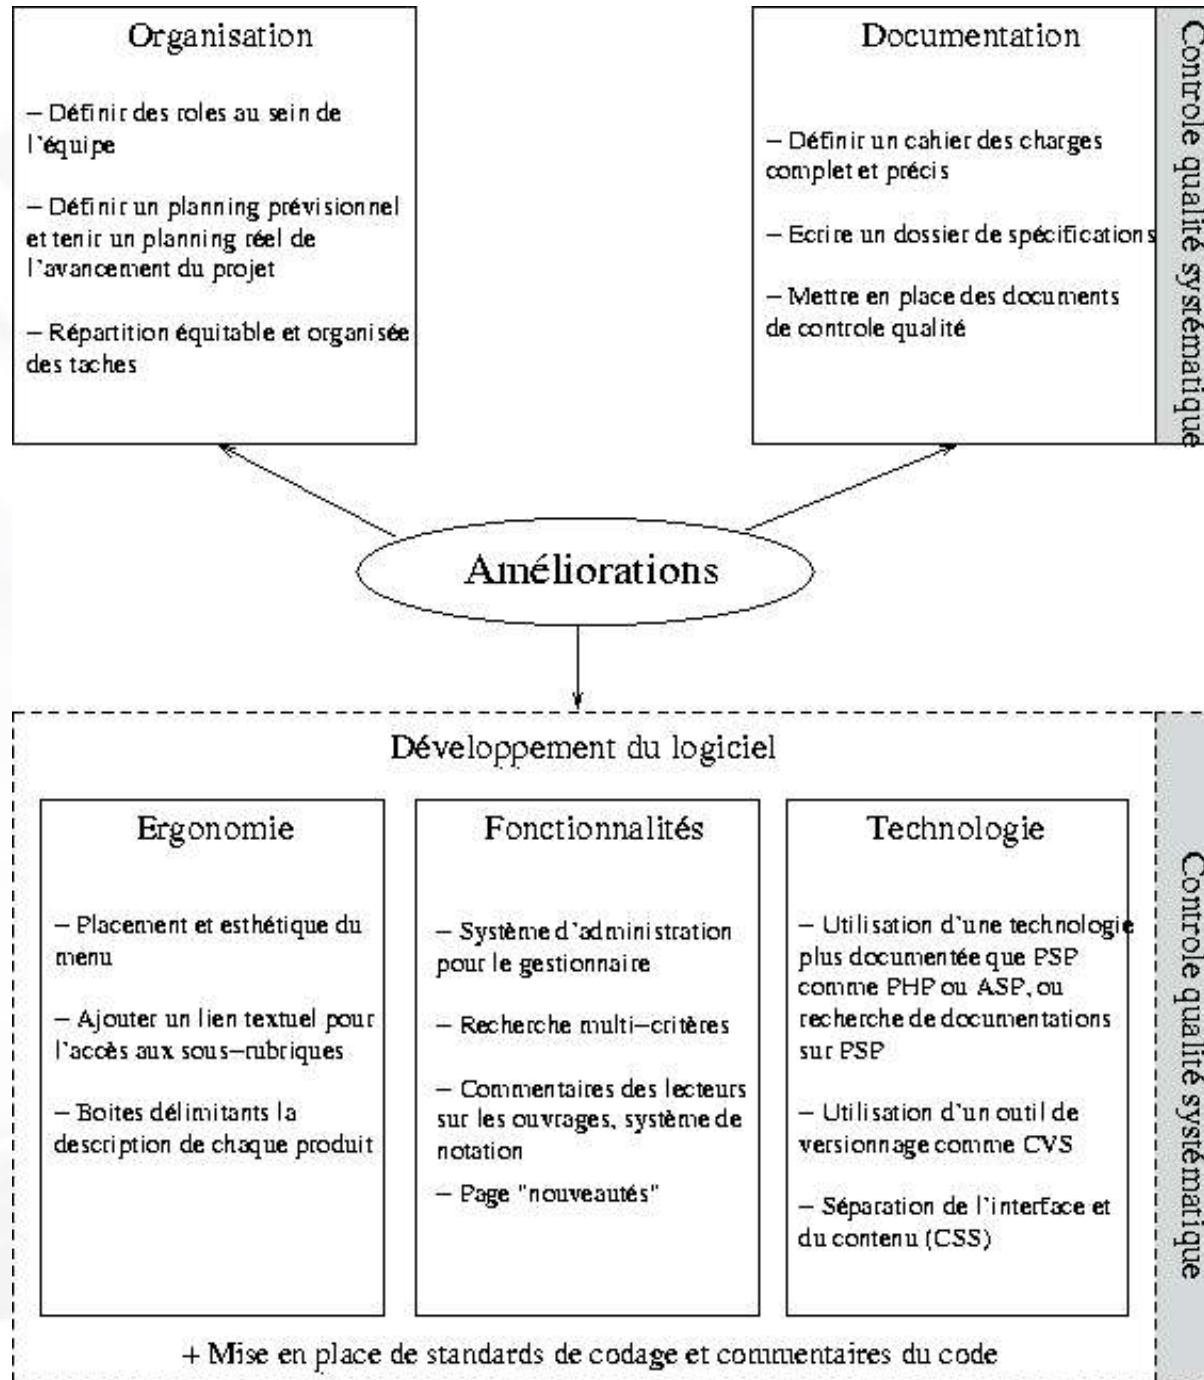 Organisation
– Définir des roles au sein de
l'équipe
– Définir un planning prévisionnel
et tenir un planning réel de
l'avancement du projet
– Répartition équitable et organisée
des taches
Documentation
– Définir un cahier des charges
complet et précis
– Ecrire un dossier de spécifications
– Mettre en place des documents
de controle qualité
Controle qualité systématique
Améliorations
Développement du logiciel
Ergonomie
– Placement et esthétique du
menu
– Ajouter un lien textuel pour
l'accès aux sous–rubriques
– Boites délimitants la
description de chaque produit
Fonctionnalités
– Système d'administration
pour le gestionnaire
– Recherche multi–critères
– Commentaires des lecteurs
sur les ouvrages, système de
notation
– Page "nouveautés"
Technologie
– Utilisation d'une technologie
plus documentée que PSP
comme PHP ou ASP, ou
recherche de documentations
sur PSP
– Utilisation d'un outil de
versionnage comme CVS
– Séparation de l'interface et
du contenu (CSS)
+ Mise en place de standards de codage et commentaires du code
Controle qualité systématique